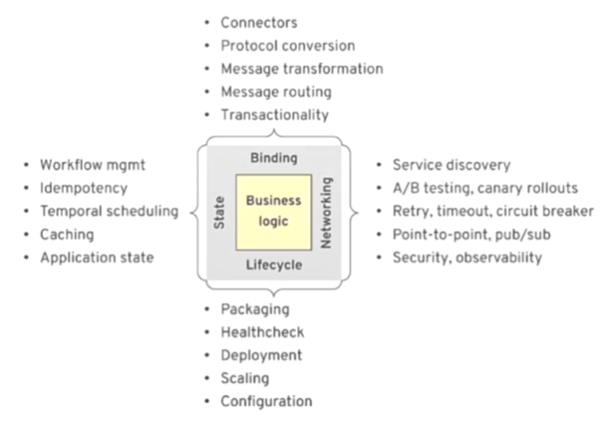 • Connectors
• Protocol conversion
• Message transformation
• Message routing
• Transactionality
• Workflow mgmt
• Idempotency
• Temporal scheduling
• Caching
• Application state
Binding
State
Business
logic
Networking
Lifecycle
• Service discovery
• A/B testing, canary rollouts
• Retry, timeout, circuit breaker
• Point-to-point, pub/sub
• Security, observability
• Packaging
• Healthcheck
• Deployment
• Scaling
• Configuration